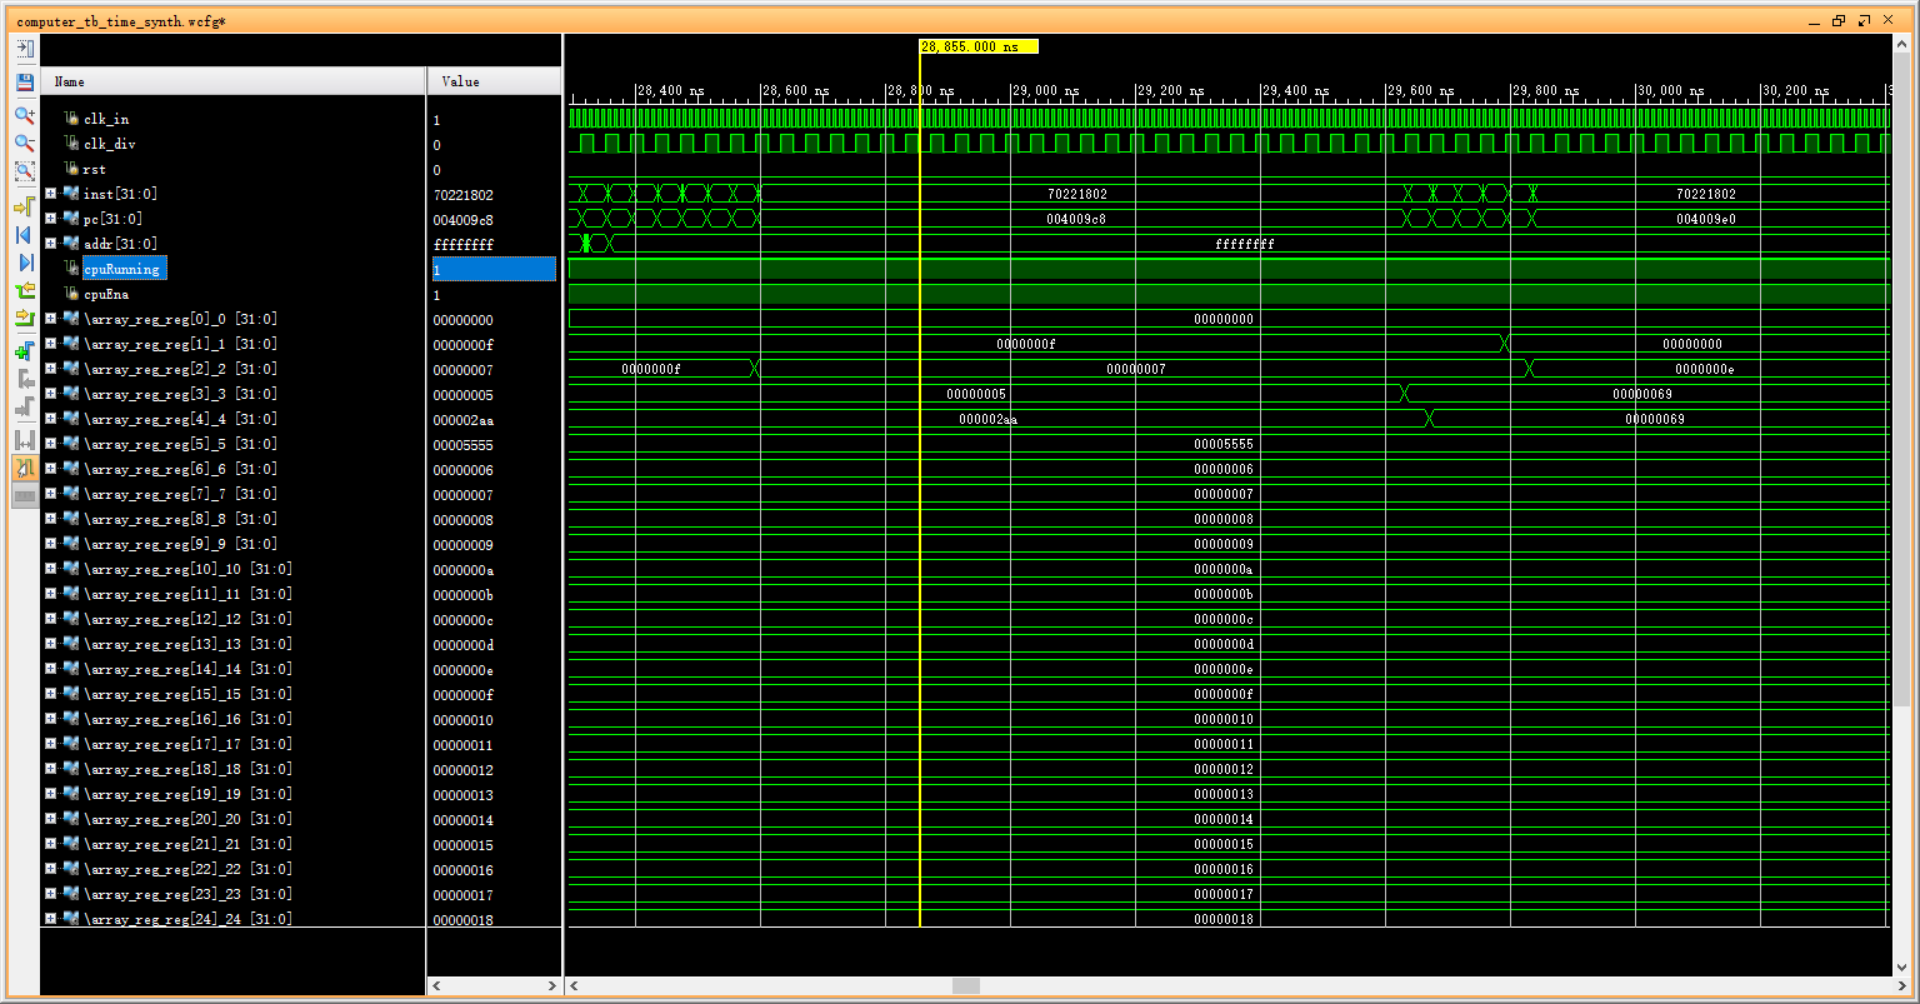 computer_tb_time_synth.wcfg*
28,855.000 ns
Name Value
28,400 ns 28,600 ns 28,800 ns 29,000 ns 29,200 ns 29,400 ns 29,600 ns 29,800 ns 30,000 ns 30,200 ns 3
clk_in 1
clk_div 0
rst 0
inst[31:0] 70221802 70221802 70221802
pc[31:0] 004009c8 004009c8 004009e0
addr[31:0] ffffffff ffffffff
cpuRunning 1
cpuEna 1
\array_reg_reg[0]_0 [31:0] 00000000 00000000
\array_reg_reg[1]_1 [31:0] 0000000f 0000000f 00000000
\array_reg_reg[2]_2 [31:0] 00000007 0000000f 00000007 0000000e
\array_reg_reg[3]_3 [31:0] 00000005 00000005 00000069
\array_reg_reg[4]_4 [31:0] 000002aa 000002aa 00000069
\array_reg_reg[5]_5 [31:0] 00005555 00005555
\array_reg_reg[6]_6 [31:0] 00000006 00000006
\array_reg_reg[7]_7 [31:0] 00000007 00000007
\array_reg_reg[8]_8 [31:0] 00000008 00000008
\array_reg_reg[9]_9 [31:0] 00000009 00000009
\array_reg_reg[10]_10 [31:0] 0000000a 0000000a
\array_reg_reg[11]_11 [31:0] 0000000b 0000000b
\array_reg_reg[12]_12 [31:0] 0000000c 0000000c
\array_reg_reg[13]_13 [31:0] 0000000d 0000000d
\array_reg_reg[14]_14 [31:0] 0000000e 0000000e
\array_reg_reg[15]_15 [31:0] 0000000f 0000000f
\array_reg_reg[16]_16 [31:0] 00000010 00000010
\array_reg_reg[17]_17 [31:0] 00000011 00000011
\array_reg_reg[18]_18 [31:0] 00000012 00000012
\array_reg_reg[19]_19 [31:0] 00000013 00000013
\array_reg_reg[20]_20 [31:0] 00000014 00000014
\array_reg_reg[21]_21 [31:0] 00000015 00000015
\array_reg_reg[22]_22 [31:0] 00000016 00000016
\array_reg_reg[23]_23 [31:0] 00000017 00000017
\array_reg_reg[24]_24 [31:0] 00000018 00000018